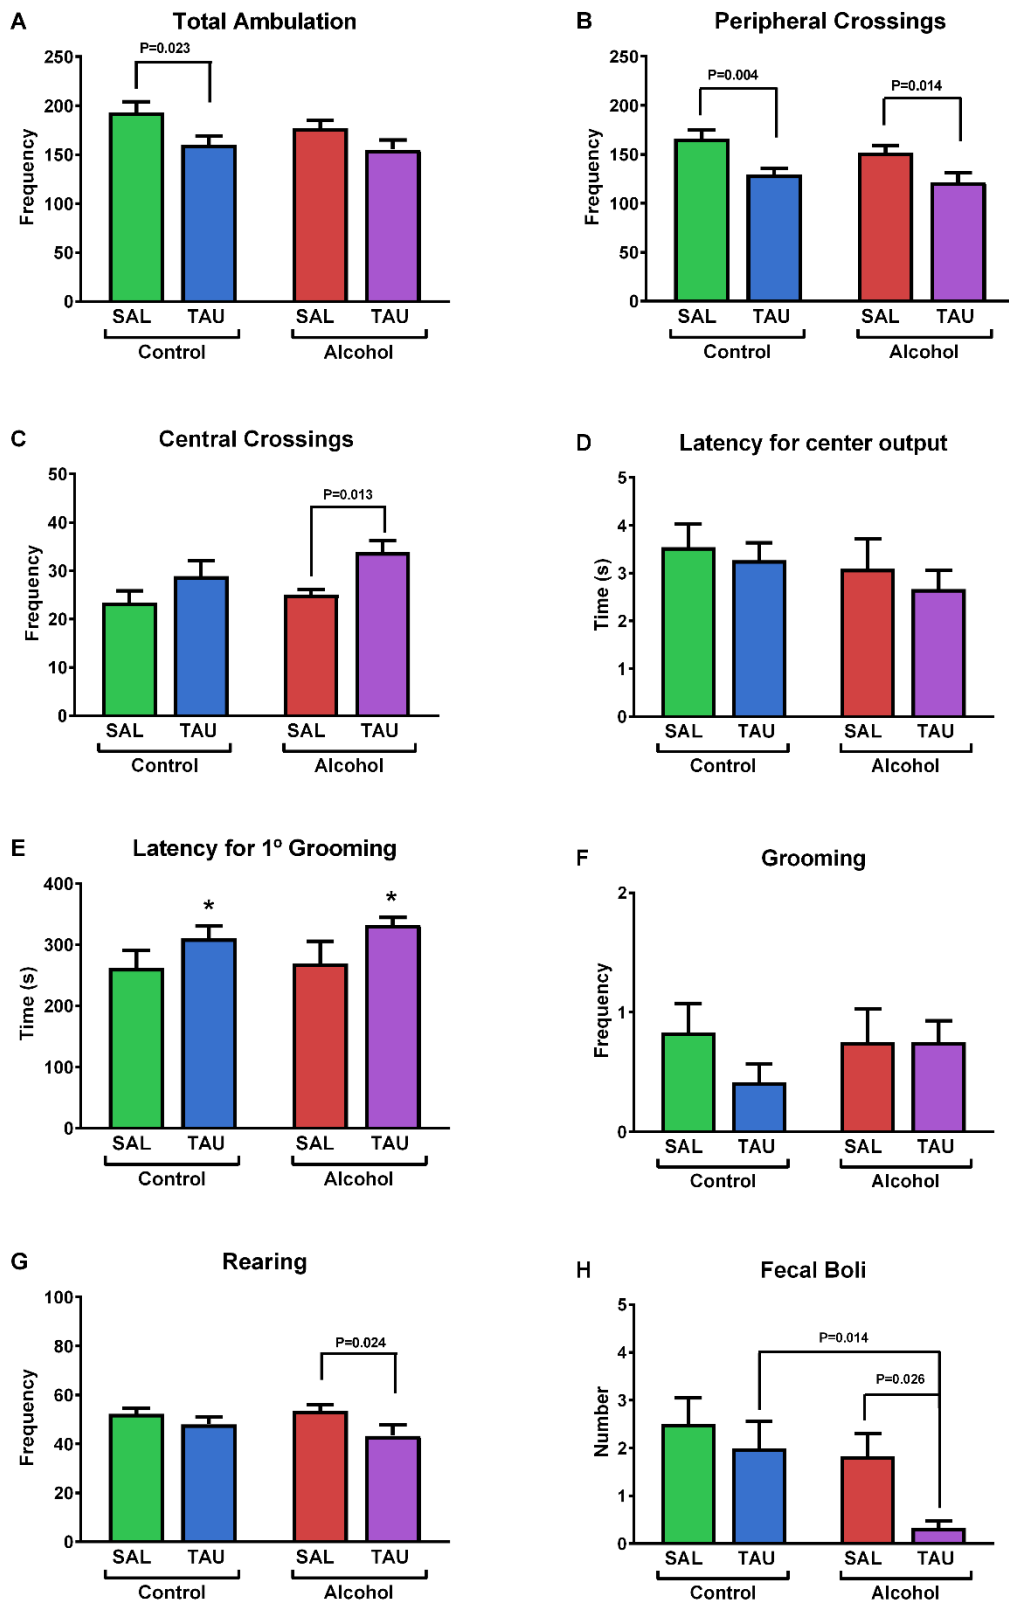 A Total Ambulation
250
200
150
100
50
0
Frequency
P=0.023
SAL TAU SAL TAU
Control Alcohol
B Peripheral Crossings
250
200
150
100
50
0
Frequency
P=0.004
P=0.014
SAL TAU SAL TAU
Control Alcohol
C Central Crossings
50
40
30
20
10
0
Frequency
P=0.013
SAL TAU SAL TAU
Control Alcohol
D Latency for center output
5
4
3
2
1
0
Time (s)
SAL TAU SAL TAU
Control Alcohol
E Latency for 1º Grooming
400
300
200
100
0
Time (s)
* *
SAL TAU SAL TAU
Control Alcohol
F Grooming
2
1
0
Frequency
SAL TAU SAL TAU
Control Alcohol
G Rearing
100
80
60
40
20
0
Frequency
P=0.024
SAL TAU SAL TAU
Control Alcohol
H Fecal Boli
5
4
3
2
1
0
Number
P=0.014
P=0.026
SAL TAU SAL TAU
Control Alcohol